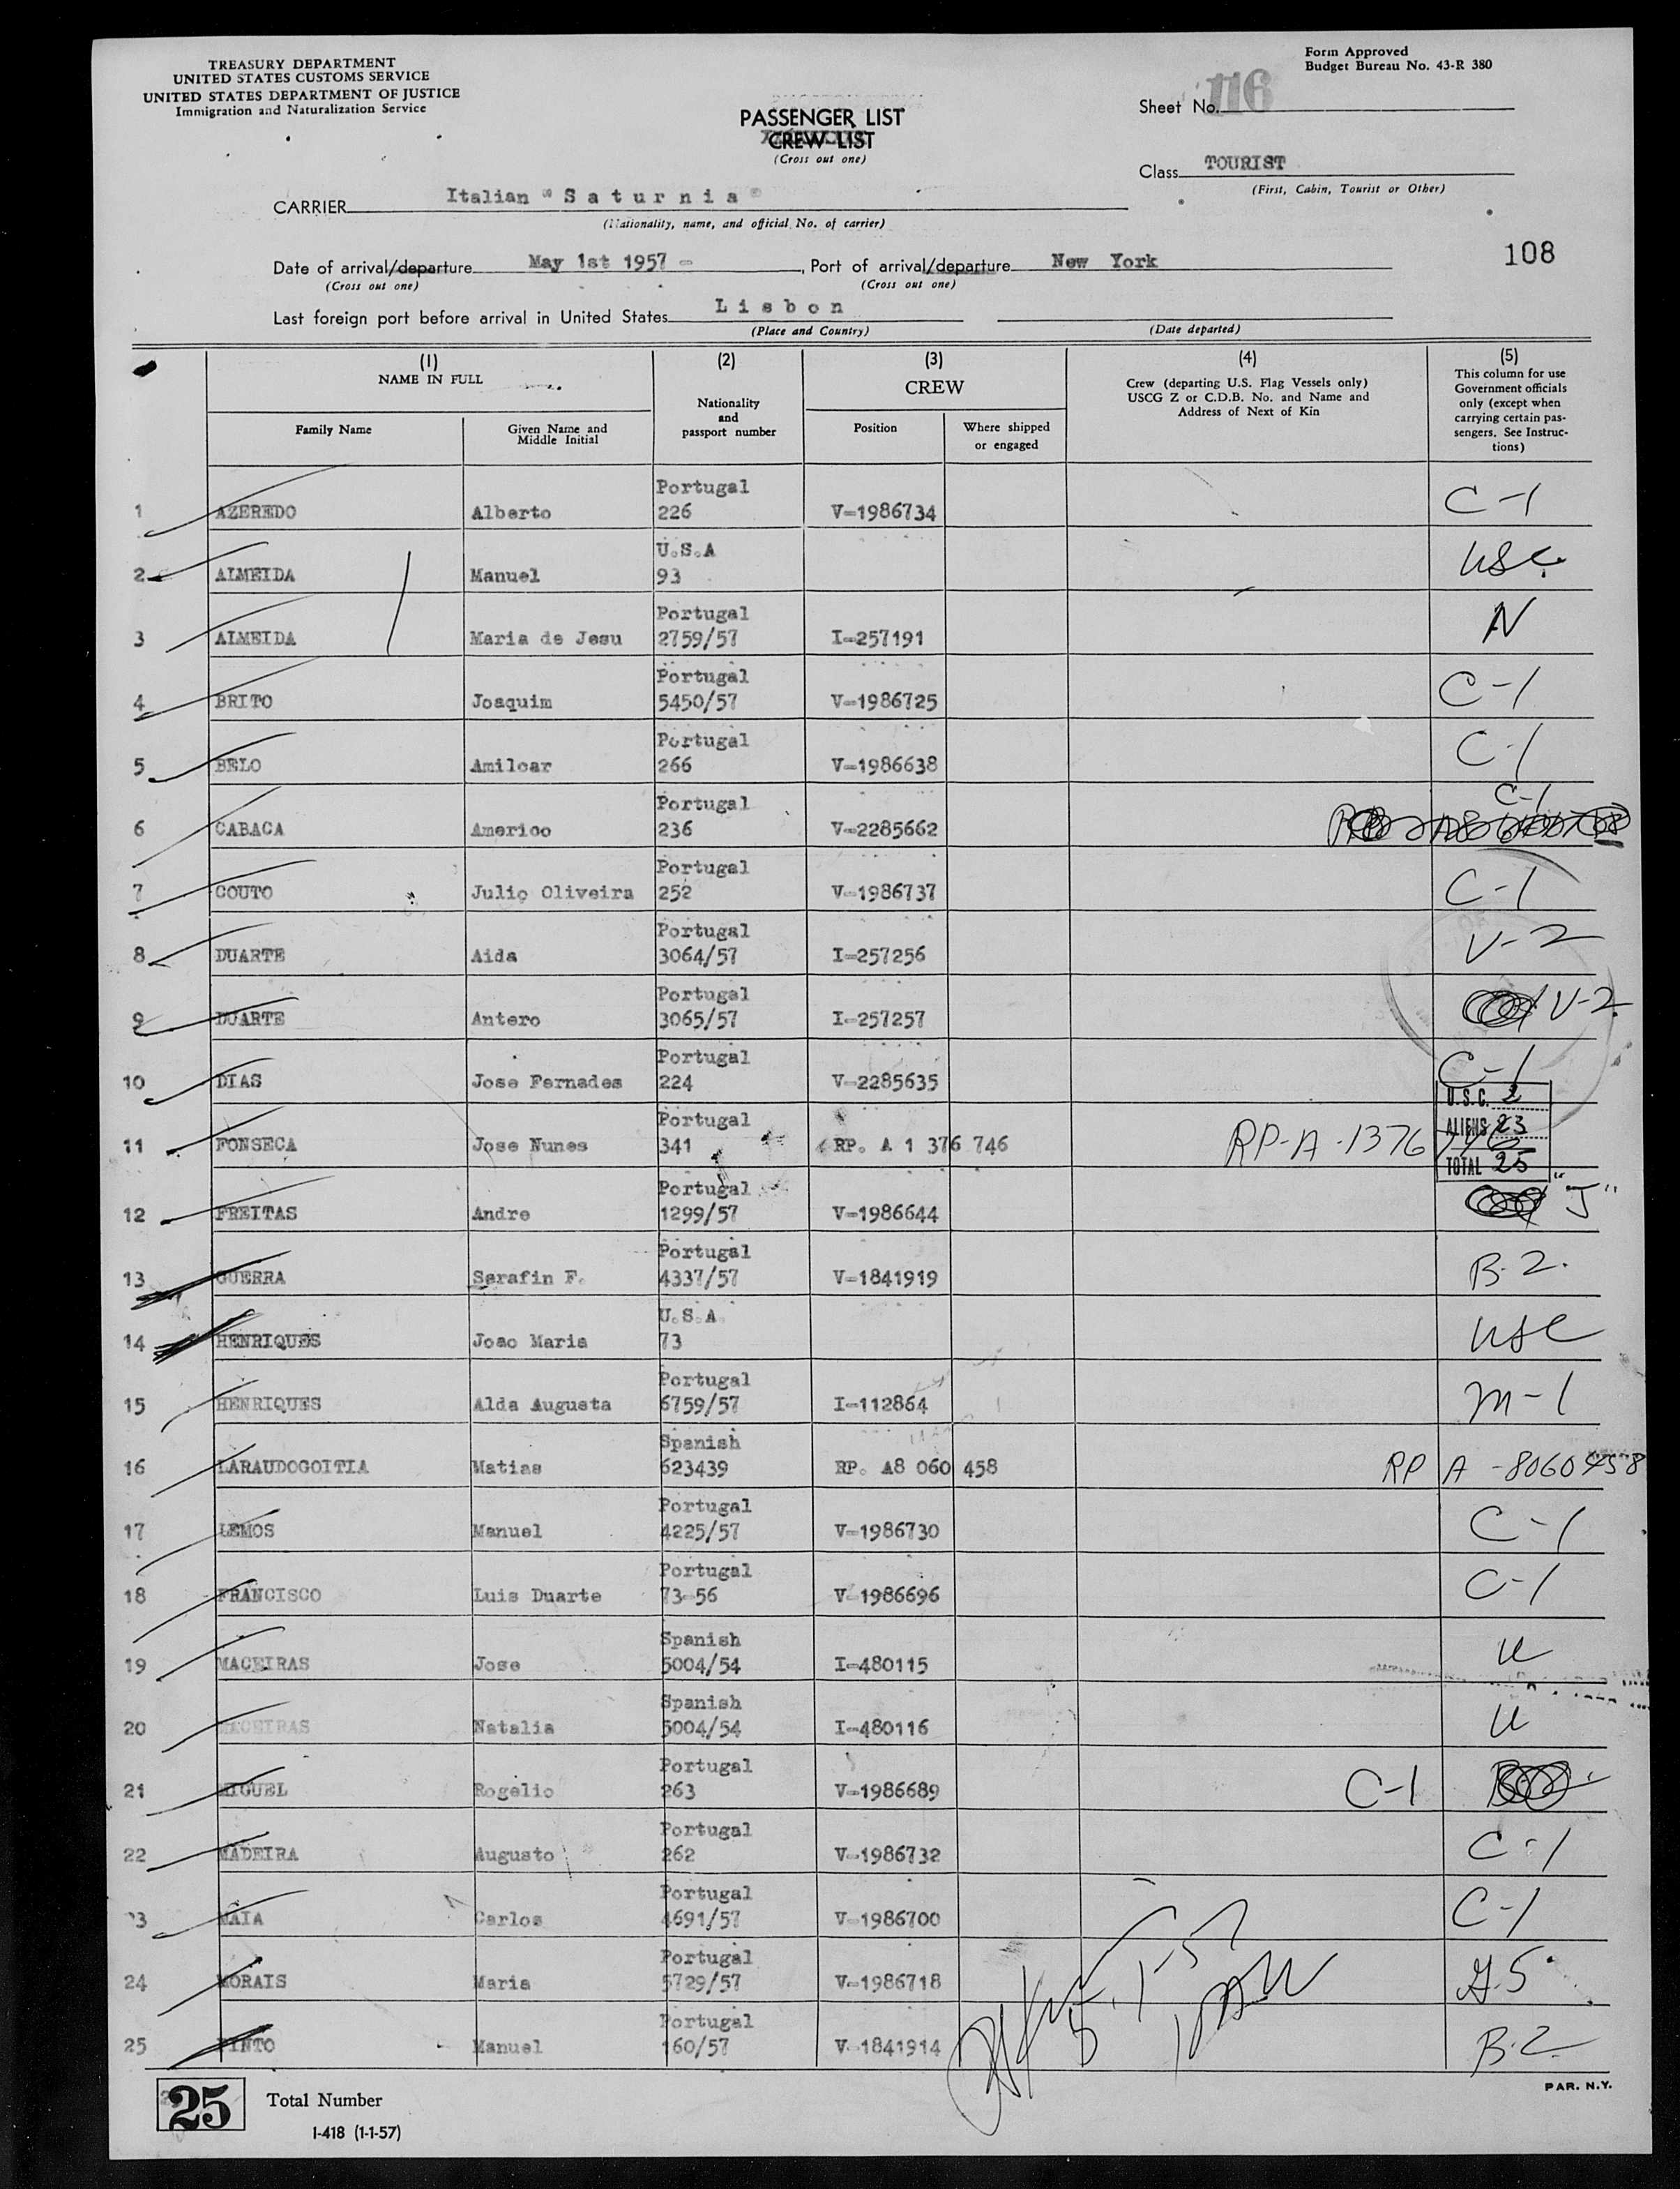 TREASURY DEPARTMENT
UNITED STATES CUSTOMS SERVICE
UNITED STATES DEPARTMENT OF JUSTICE
Immigration and Naturalization Service
Form Approved
Budget Bureau No. 43-R 380
PASSENGER LIST
CREW LIST
(Cross out one)
Sheet No. 116
Class TOURIST
(First, Cabin, Tourist or Other)
CARRIER Italian "S a t u r n i a"
(Nationality, name, and official No. of carrier)
108
Date of arrival/departure May 1st 1957 - , Port of arrival/departure New York
(Cross out one) (Cross out one)
Last foreign port before arrival in United States L i s b o n
(Place and Country) (Date departed)
(1) NAME IN FULL
Family Name
Given Name and Middle Initial
(2) Nationality and passport number
(3) CREW
Position
Where shipped or engaged
(4) Crew (departing U.S. Flag Vessels only) USCG Z or C.D.B. No. and Name and Address of Next of Kin
(5) This column for use Government officials only (except when carrying certain passengers. See Instructions)
1 AZEREDO Alberto Portugal 226 V-1986734 C-1
2 ALMEIDA Manuel U.S.A 93 USC
3 ALMEIDA Maria de Jesu Portugal 2759/57 I-257191 N
4 BRITO Joaquim Portugal 5450/57 V-1986725 C-1
5 BELO Amilcar Portugal 266 V-1986638 C-1
6 CABACA Americo Portugal 236 V-2285662 C-1
7 COUTO Julio Oliveira Portugal 252 V-1986737 C-1
8 DUARTE Aida Portugal 3064/57 I-257256 V-2
9 DUARTE Antero Portugal 3065/57 I-257257 V-2
10 DIAS Jose Fernades Portugal 224 V-2285635 C-1
U.S.C. 2
ALIENS 23
TOTAL 25
11 FONSECA Jose Nunes Portugal 341 RP. A 1 376 746 RP-A-1376
12 FREITAS Andre Portugal 1299/57 V-1986644 "J"
13 GUERRA Serafin F. Portugal 4337/57 V-1841919 B-2.
14 HENRIQUES Joao Maria U.S.A. 73 USC
15 HENRIQUES Alda Augusta Portugal 6759/57 I-112864 M-1
16 LARAUDOGOITIA Matias Spanish 623439 RP. A8 060 458 RP A-8060458
17 LEMOS Manuel Portugal 4225/57 V-1986730 C-1
18 FRANCISCO Luis Duarte Portugal 73-56 V-1986696 C-1
19 MACEIRAS Jose Spanish 5004/54 I-480115 U
20 MACEIRAS Natalia Spanish 5004/54 I-480116 U
21 MIGUEL Rogelio Portugal 263 V-1986689 C-1
22 MADEIRA Augusto Portugal 262 V-1986732 C-1
23 MAIA Carlos Portugal 4691/57 V-1986700 C-1
24 MORAIS Maria Portugal 5729/57 V-1986718 G-5
25 PINTO Manuel Portugal 160/57 V-1841914 B-2
25 Total Number
I-418 (1-1-57)
PAR. N.Y.